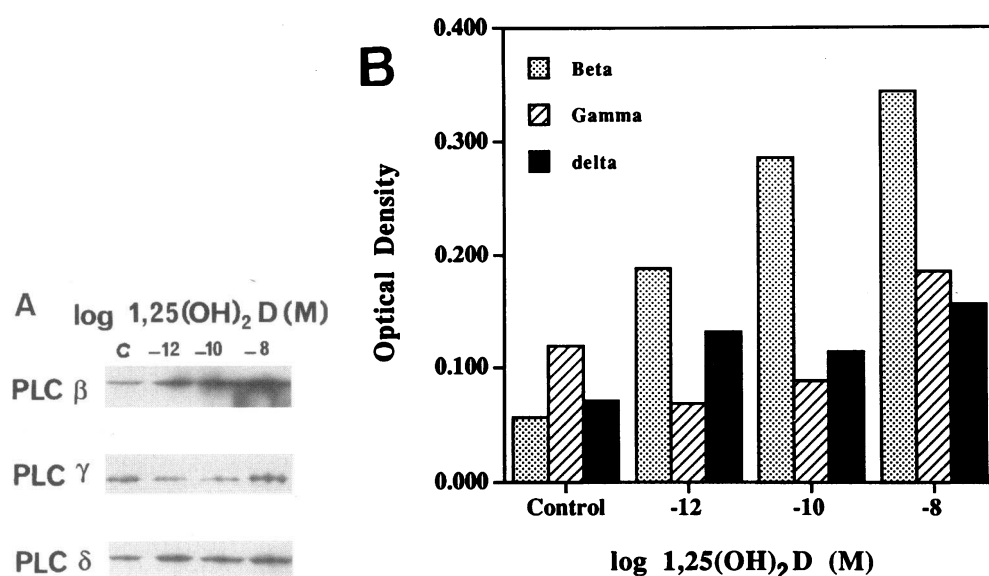 A
log 1,25(OH)₂ D (M)
C –12 –10 –8
PLC β
PLC γ
PLC δ
B
0.400
0.300
0.200
0.100
0.000
Optical Density
Beta
Gamma
delta
Control -12 -10 -8
log 1,25(OH)₂ D (M)